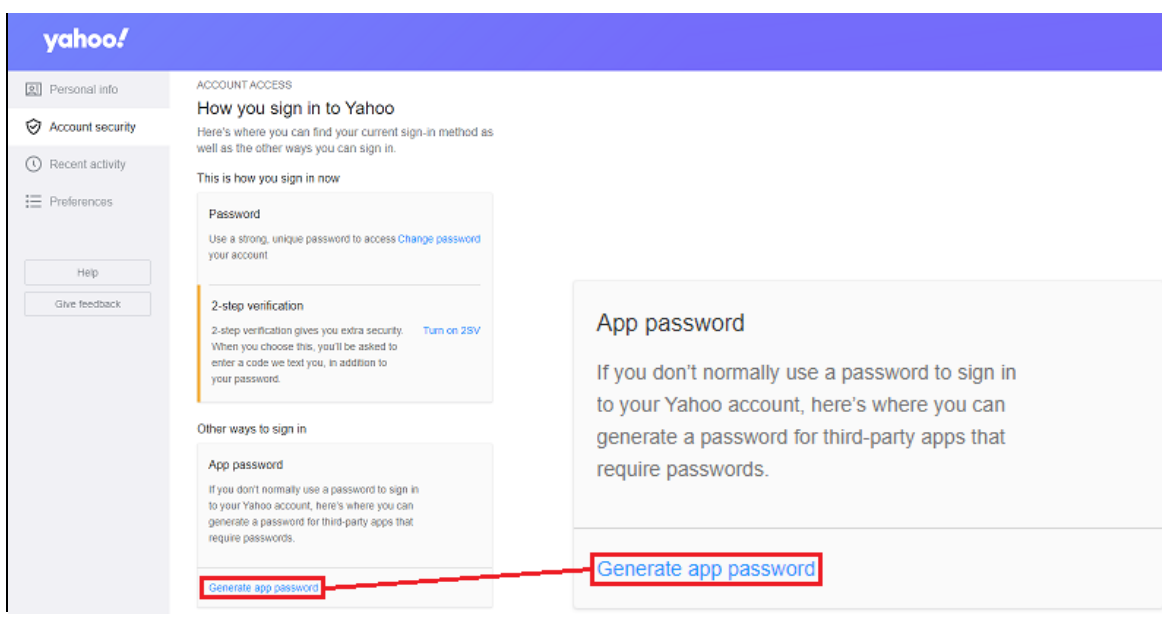 yahoo!
Personal info
Account security
Recent activity
Preferences
Help
Give feedback
ACCOUNT ACCESS
How you sign in to Yahoo
Here's where you can find your current sign-in method as
well as the other ways you can sign in.
This is how you sign in now
Password
Use a strong, unique password to access Change password
your account
2-step verification
2-step verification gives you extra security. Turn on 2SV
When you choose this, you'll be asked to
enter a code we text you, in addition to
your password.
Other ways to sign in
App password
If you don't normally use a password to sign in
to your Yahoo account, here's where you can
generate a password for third-party apps that
require passwords.
Generate app password
App password
If you don't normally use a password to sign in
to your Yahoo account, here's where you can
generate a password for third-party apps that
require passwords.
Generate app password